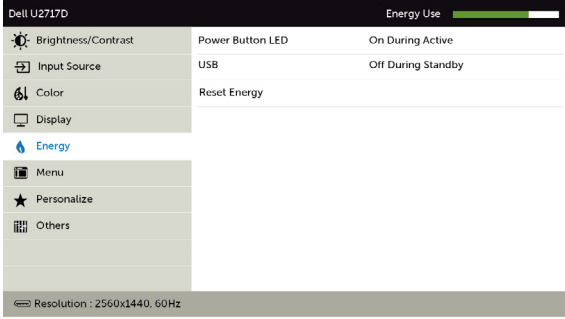 Dell U2717D Energy Use
Brightness/Contrast Power Button LED On During Active
Input Source USB Off During Standby
Color Reset Energy
Display
Energy
Menu
Personalize
Others
Resolution : 2560x1440, 60Hz